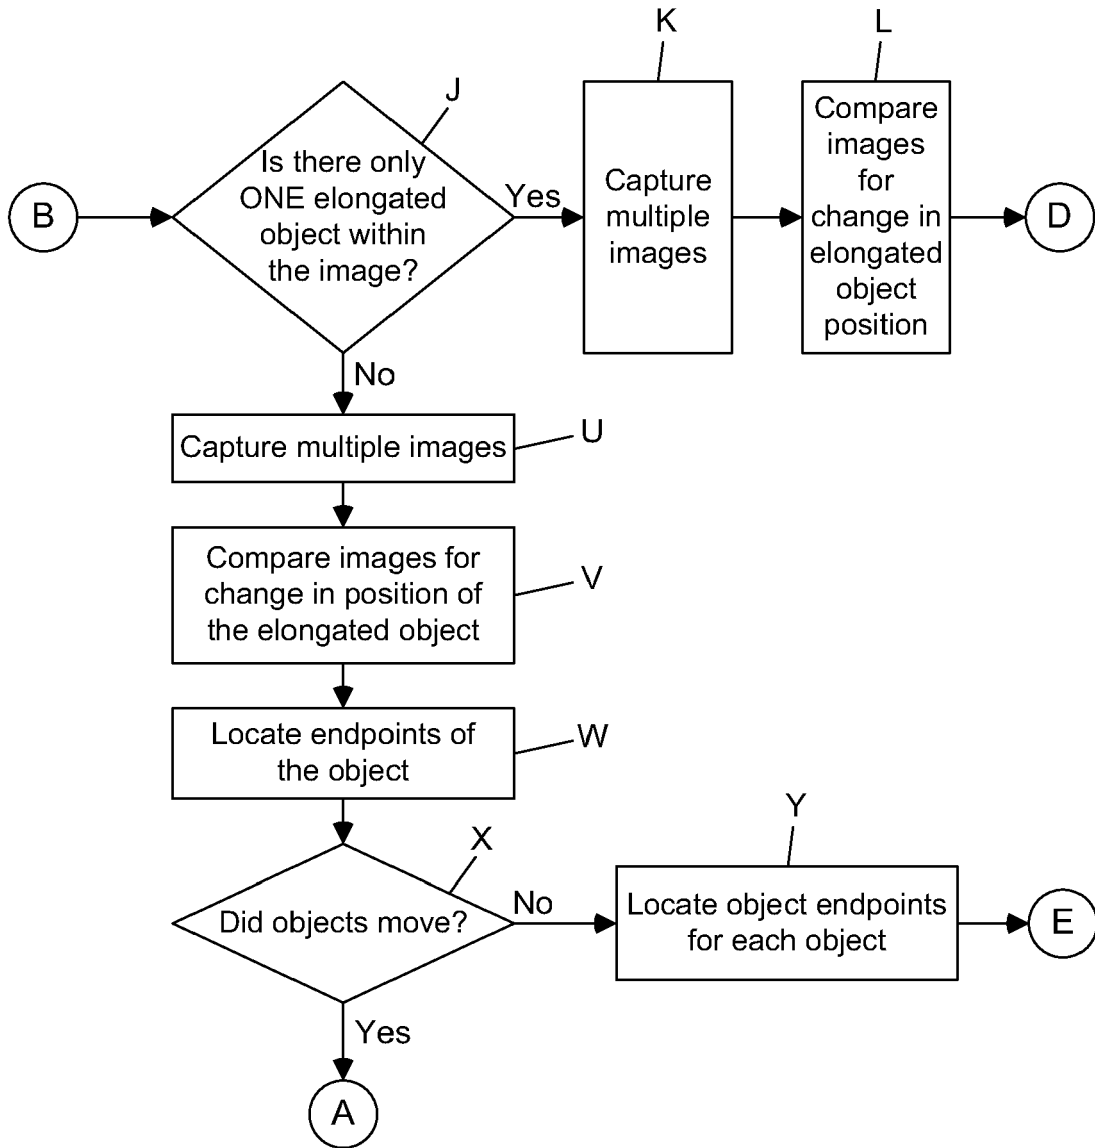 K
L
J
B
Is there only
ONE elongated
object within
the image?
Yes
Capture
multiple
images
Compare
images
for
change in
elongated
object
position
D
No
Capture multiple images
U
Compare images for
change in position of
the elongated object
V
Locate endpoints of
the object
W
X
Y
Did objects move?
No
Locate object endpoints
for each object
E
Yes
A